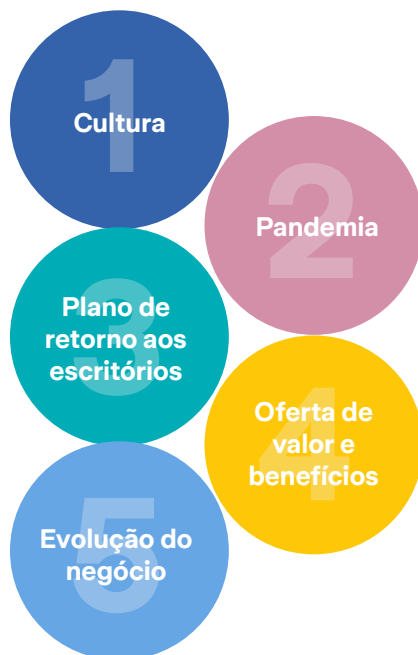 1
Cultura
2
Pandemia
3
Plano de
retorno aos
escritórios
4
Oferta de
valor e
benefícios
5
Evolução do
negócio